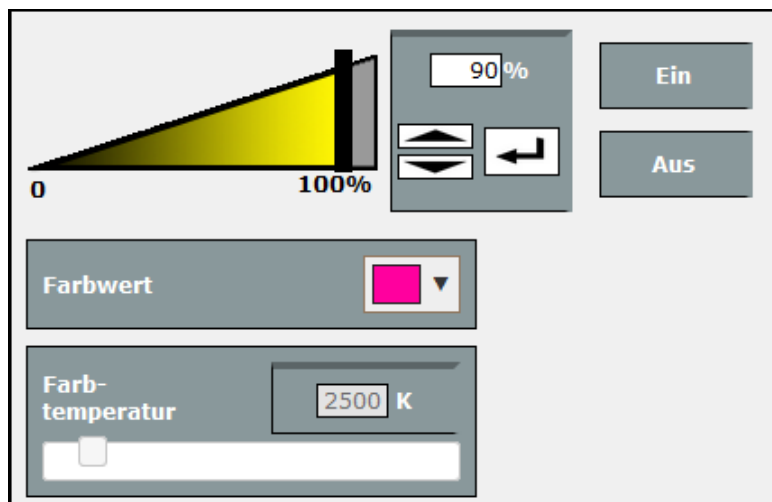 90 %
Ein
Aus
0
100%
Farbwert
Farb-
temperatur
2500 K